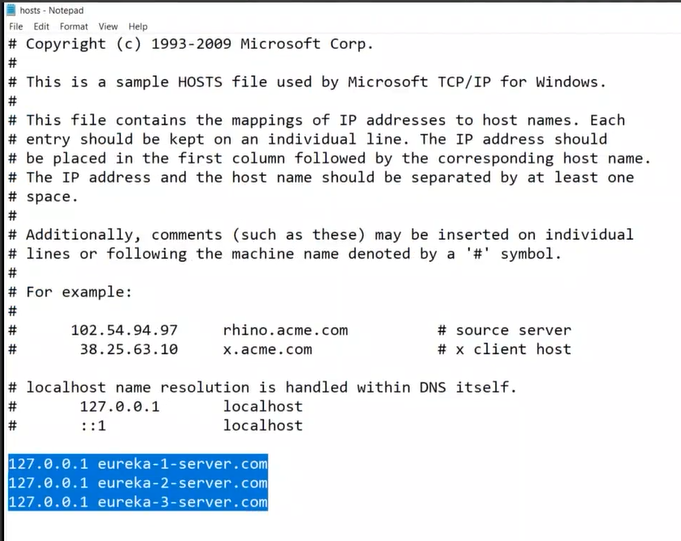 hosts - Notepad
File Edit Format View Help
# Copyright (c) 1993-2009 Microsoft Corp.
#
# This is a sample HOSTS file used by Microsoft TCP/IP for Windows.
#
# This file contains the mappings of IP addresses to host names. Each
# entry should be kept on an individual line. The IP address should
# be placed in the first column followed by the corresponding host name.
# The IP address and the host name should be separated by at least one
# space.
#
# Additionally, comments (such as these) may be inserted on individual
# lines or following the machine name denoted by a '#' symbol.
#
# For example:
#
#      102.54.94.97     rhino.acme.com          # source server
#       38.25.63.10     x.acme.com              # x client host

# localhost name resolution is handled within DNS itself.
#       127.0.0.1       localhost
#       ::1             localhost

127.0.0.1 eureka-1-server.com
127.0.0.1 eureka-2-server.com
127.0.0.1 eureka-3-server.com